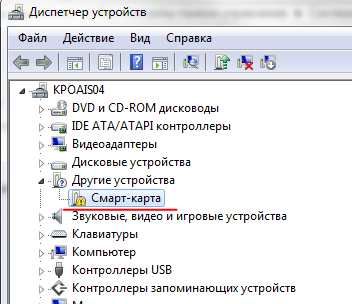 Диспетчер устройств
Файл Действие Вид Справка
KPOAIS04
DVD и CD-ROM дисководы
IDE ATA/ATAPI контроллеры
Видеоадаптеры
Дисковые устройства
Другие устройства
Смарт-карта
Звуковые, видео и игровые устройства
Клавиатуры
Компьютер
Контроллеры USB
Контроллеры запоминающих устройств